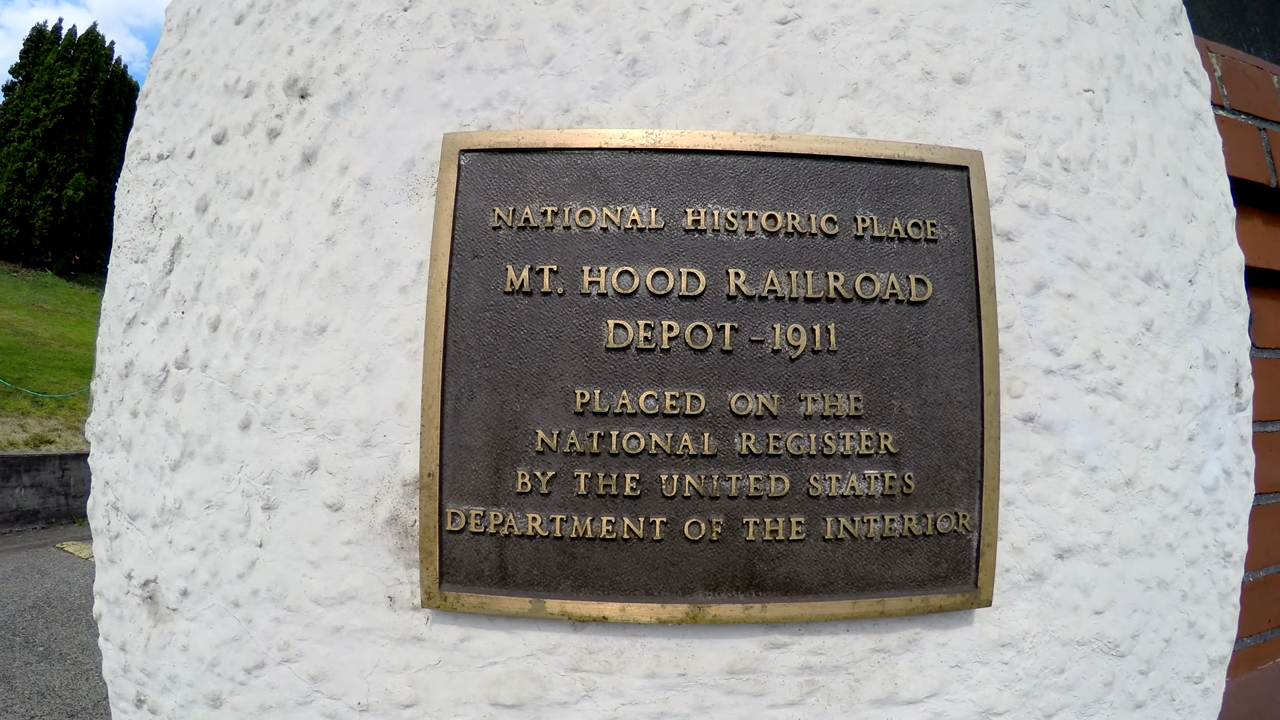 NATIONAL HISTORIC PLACE
MT. HOOD RAILROAD
DEPOT - 1911
PLACED ON THE
NATIONAL REGISTER
BY THE UNITED STATES
DEPARTMENT OF THE INTERIOR